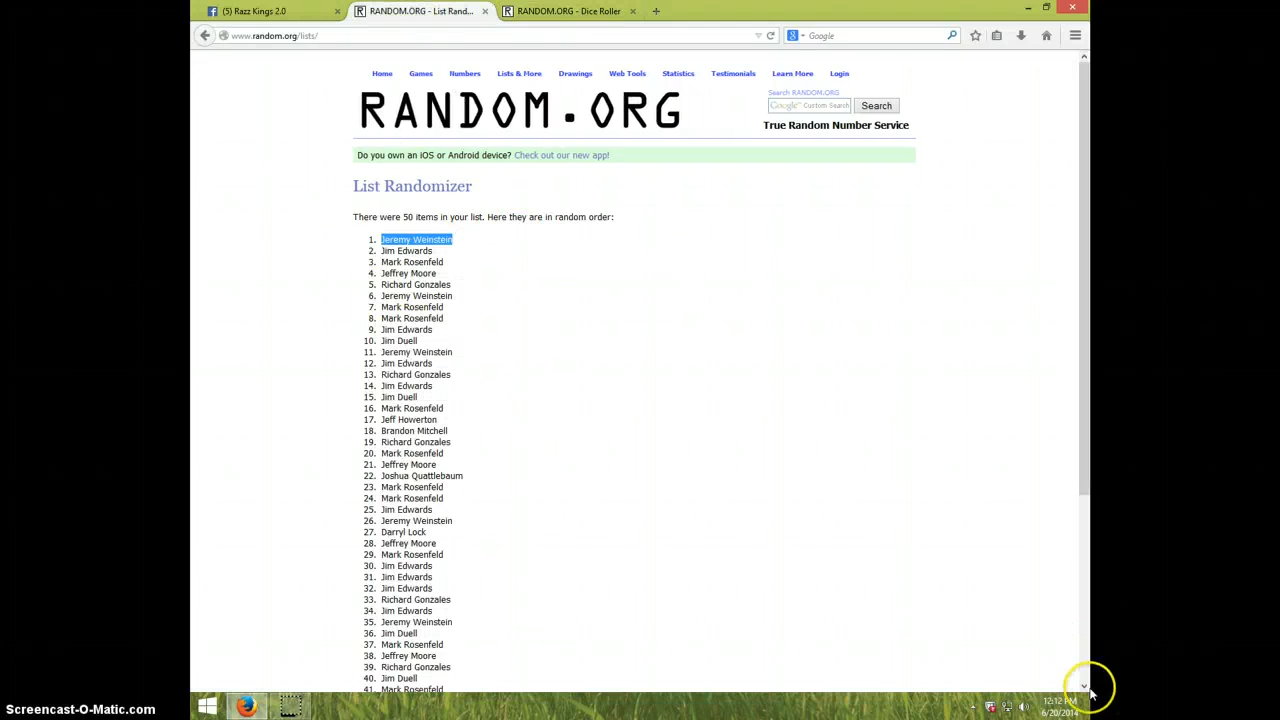 (5) Razz Kings 2.0
RANDOM.ORG - List Rand...
RANDOM.ORG - Dice Roller
www.random.org/lists/
Google
Home Games Numbers Lists & More Drawings Web Tools Statistics Testimonials Learn More Login
Search RANDOM.ORG
RANDOM.ORG
Google™ Custom Search
Search
True Random Number Service
Do you own an iOS or Android device? Check out our new app!
List Randomizer
There were 50 items in your list. Here they are in random order:
1. Jeremy Weinstein
2. Jim Edwards
3. Mark Rosenfeld
4. Jeffrey Moore
5. Richard Gonzales
6. Jeremy Weinstein
7. Mark Rosenfeld
8. Mark Rosenfeld
9. Jim Edwards
10. Jim Duell
11. Jeremy Weinstein
12. Jim Edwards
13. Richard Gonzales
14. Jim Edwards
15. Jim Duell
16. Mark Rosenfeld
17. Jeff Howerton
18. Brandon Mitchell
19. Richard Gonzales
20. Mark Rosenfeld
21. Jeffrey Moore
22. Joshua Quattlebaum
23. Mark Rosenfeld
24. Mark Rosenfeld
25. Jim Edwards
26. Jeremy Weinstein
27. Darryl Lock
28. Jeffrey Moore
29. Mark Rosenfeld
30. Jim Edwards
31. Jim Edwards
32. Jim Edwards
33. Richard Gonzales
34. Jim Edwards
35. Jeremy Weinstein
36. Jim Duell
37. Mark Rosenfeld
38. Jeffrey Moore
39. Richard Gonzales
40. Jim Duell
41. Mark Rosenfeld
12:12 PM
6/20/2014
Screencast-O-Matic.com